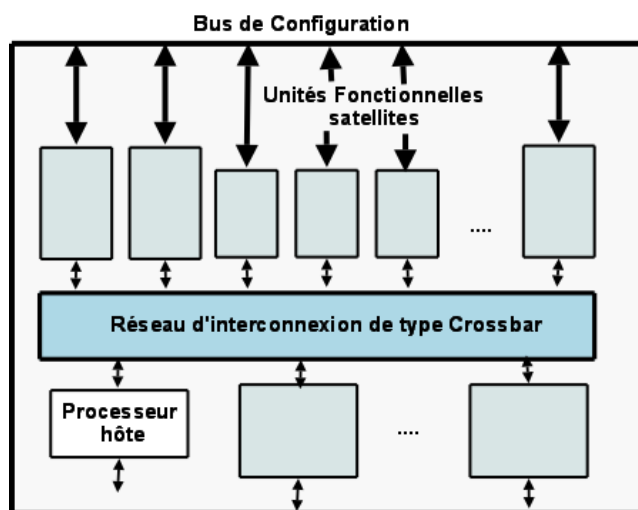 Bus de Configuration
Unités Fonctionnelles
satellites
....
Réseau d'interconnexion de type Crossbar
Processeur
hôte
....